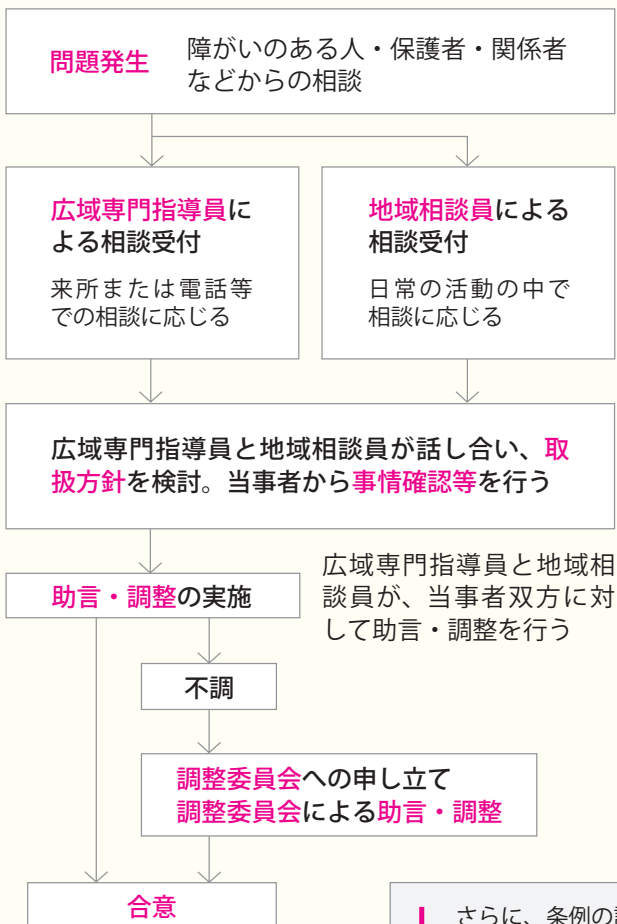 問題発生
障がいのある人・保護者・関係者
などからの相談
広域専門指導員に
よる相談受付
来所または電話等
での相談に応じる
地域相談員による
相談受付
日常の活動の中で
相談に応じる
広域専門指導員と地域相談員が話し合い、取
扱方針を検討。当事者から事情確認等を行う
助言・調整の実施
広域専門指導員と地域相
談員が、当事者双方に対
して助言・調整を行う
不調
調整委員会への申し立て
調整委員会による助言・調整
合意
さらに、条例の